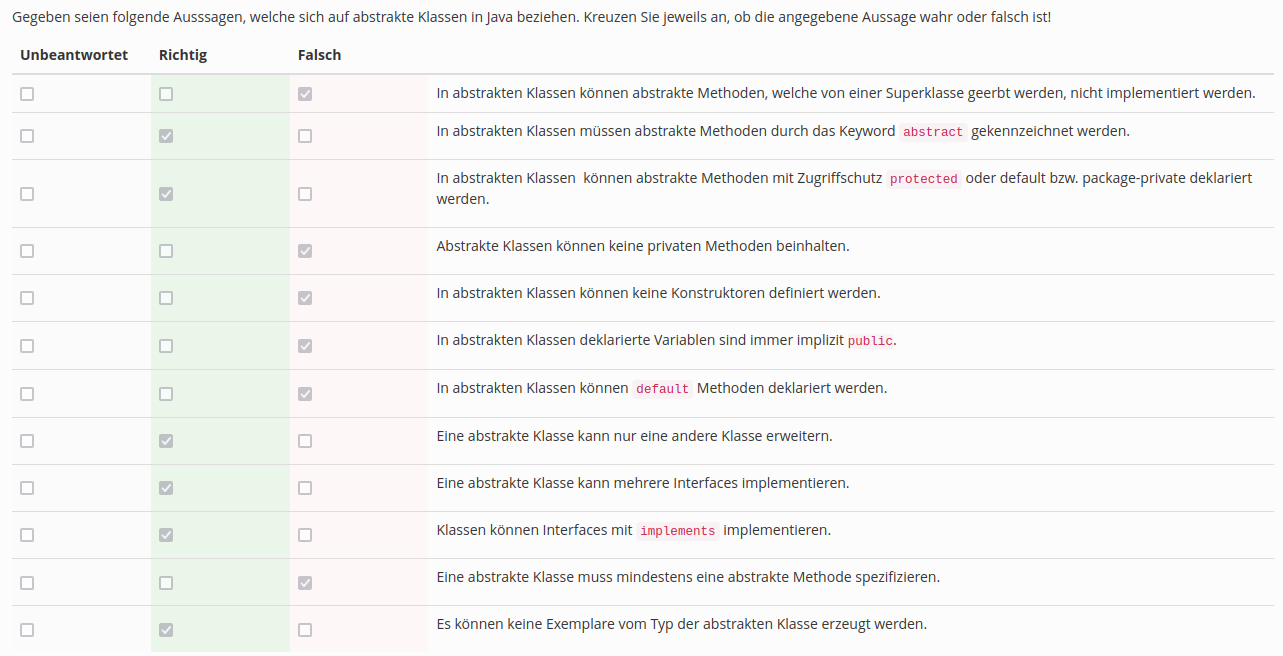 Gegeben seien folgende Ausssagen, welche sich auf abstrakte Klassen in Java beziehen. Kreuzen Sie jeweils an, ob die angegebene Aussage wahr oder falsch ist!
Unbeantwortet Richtig Falsch
In abstrakten Klassen können abstrakte Methoden, welche von einer Superklasse geerbt werden, nicht implementiert werden.
In abstrakten Klassen müssen abstrakte Methoden durch das Keyword abstract gekennzeichnet werden.
In abstrakten Klassen können abstrakte Methoden mit Zugriffschutz protected oder default bzw. package-private deklariert
werden.
Abstrakte Klassen können keine privaten Methoden beinhalten.
In abstrakten Klassen können keine Konstruktoren definiert werden.
In abstrakten Klassen deklarierte Variablen sind immer implizit public.
In abstrakten Klassen können default Methoden deklariert werden.
Eine abstrakte Klasse kann nur eine andere Klasse erweitern.
Eine abstrakte Klasse kann mehrere Interfaces implementieren.
Klassen können Interfaces mit implements implementieren.
Eine abstrakte Klasse muss mindestens eine abstrakte Methode spezifizieren.
Es können keine Exemplare vom Typ der abstrakten Klasse erzeugt werden.